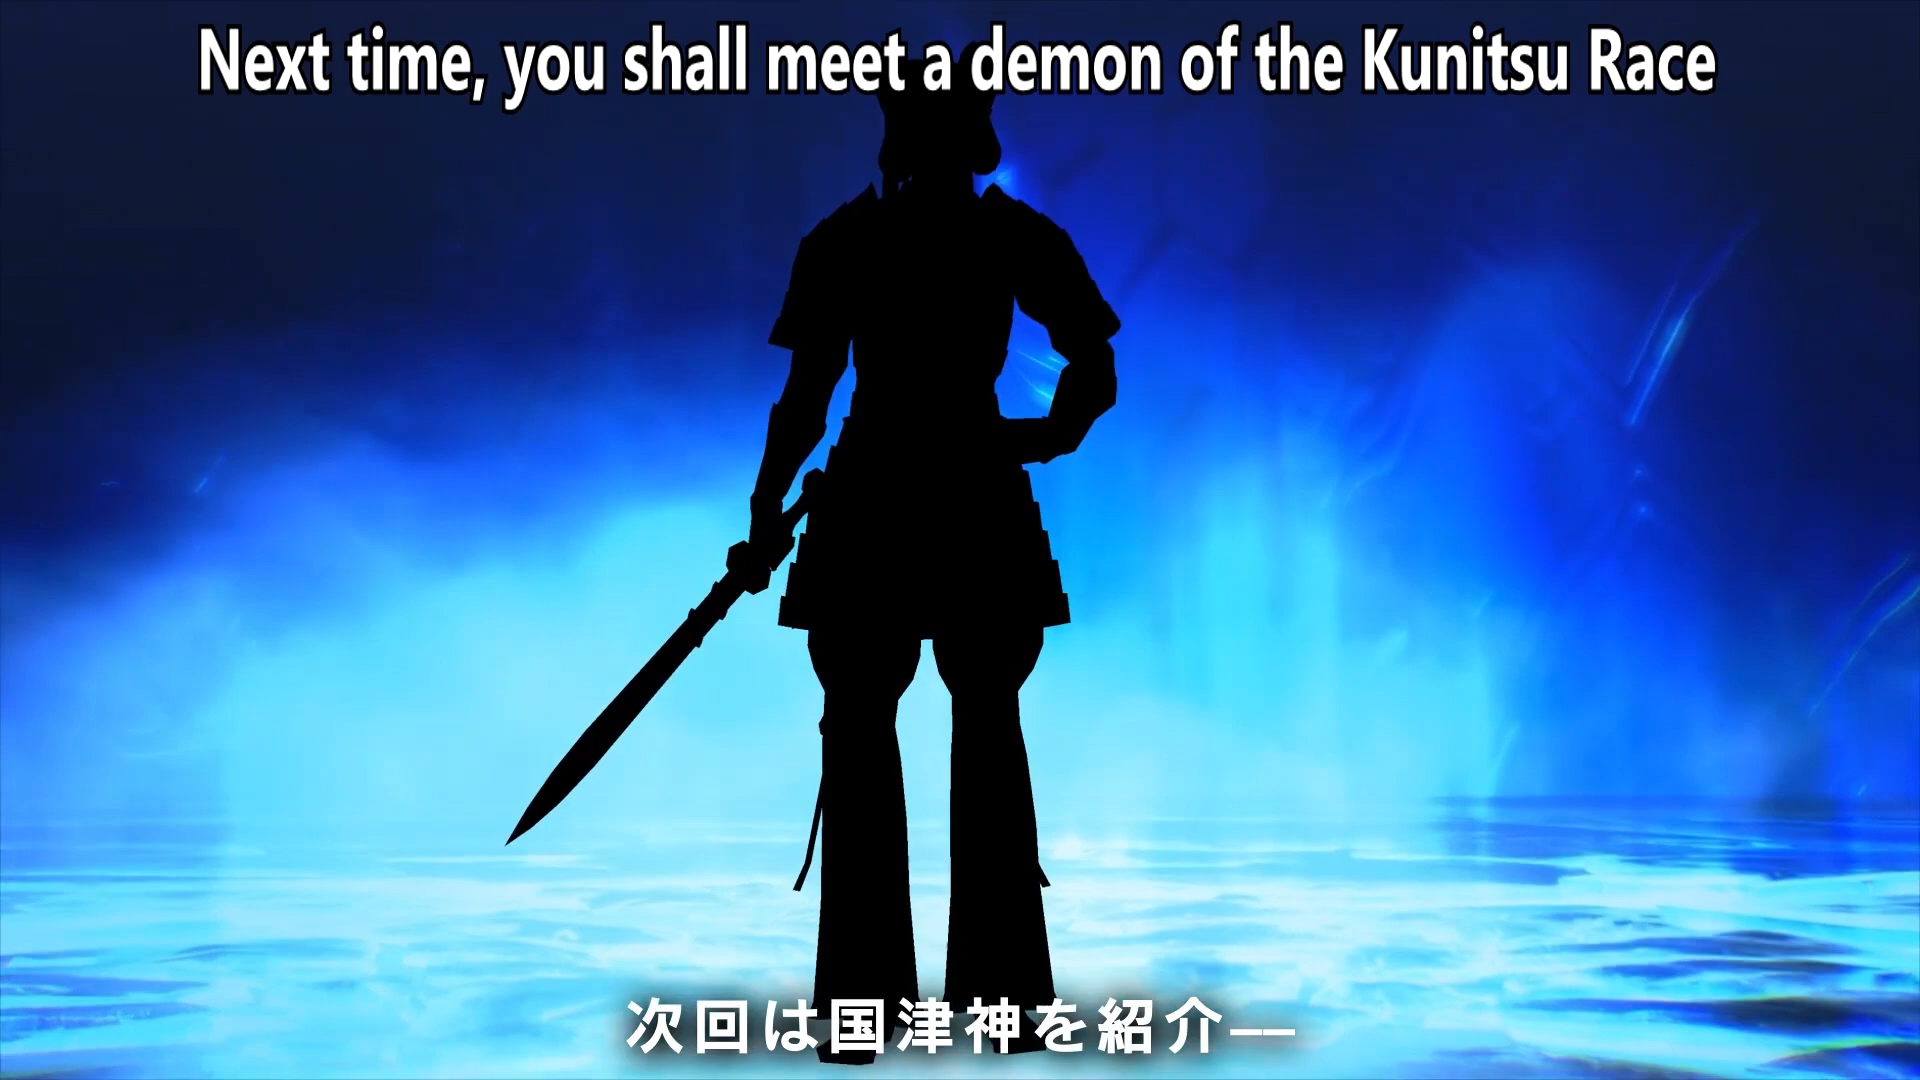 Next time, you shall meet a demon of the Kunitsu Race
次回は国津神を紹介――